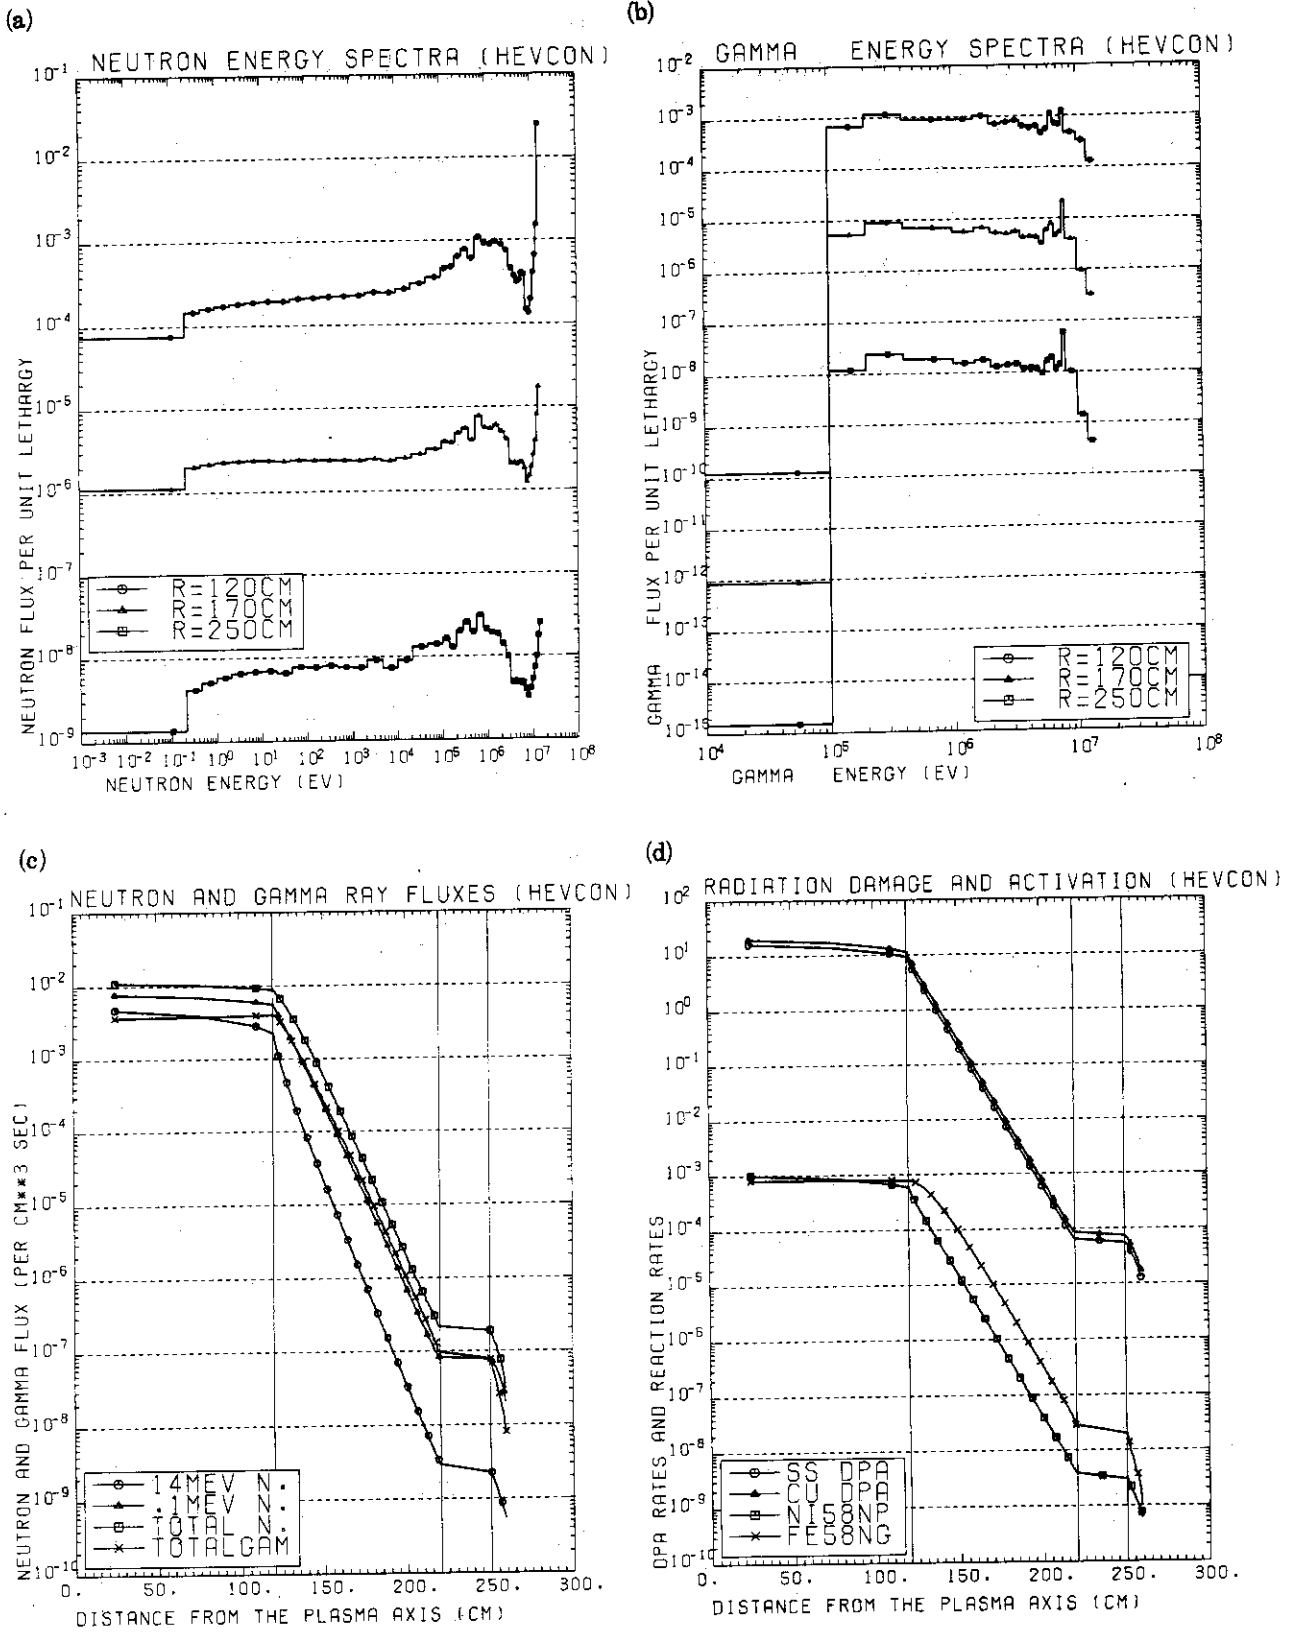 (a)
NEUTRON ENERGY SPECTRA (HEVCON)
NEUTRON FLUX PER UNIT LETHARGY
10-1
10-2
10-3
10-4
10-5
10-6
10-7
10-8
10-9
R=120CM
R=170CM
R=250CM
10-3 10-2 10-1 100 101 102 103 104 105 106 107 108
NEUTRON ENERGY (EV)
(b)
GAMMA ENERGY SPECTRA (HEVCON)
GAMMA FLUX PER UNIT LETHARGY
10-2
10-3
10-4
10-5
10-6
10-7
10-8
10-9
10-10
10-11
10-12
10-13
10-14
10-15
R=120CM
R=170CM
R=250CM
104 105 106 107 108
GAMMA ENERGY (EV)
(c)
NEUTRON AND GAMMA RAY FLUXES (HEVCON)
NEUTRON AND GAMMA FLUX (PER CM**3 SEC)
10-1
10-2
10-3
10-4
10-5
10-6
10-7
10-8
10-9
10-10
14MEV N.
.1MEV N.
TOTAL N.
TOTALGAM
0. 50. 100. 150. 200. 250. 300.
DISTANCE FROM THE PLASMA AXIS (CM)
(d)
RADIATION DAMAGE AND ACTIVATION (HEVCON)
DPA RATES AND REACTION RATES
102
101
100
10-1
10-2
10-3
10-4
10-5
10-6
10-7
10-8
10-9
10-10
SS DPA
CU DPA
NI58NP
FE58NG
0. 50. 100. 150. 200. 250. 300.
DISTANCE FROM THE PLASMA AXIS (CM)